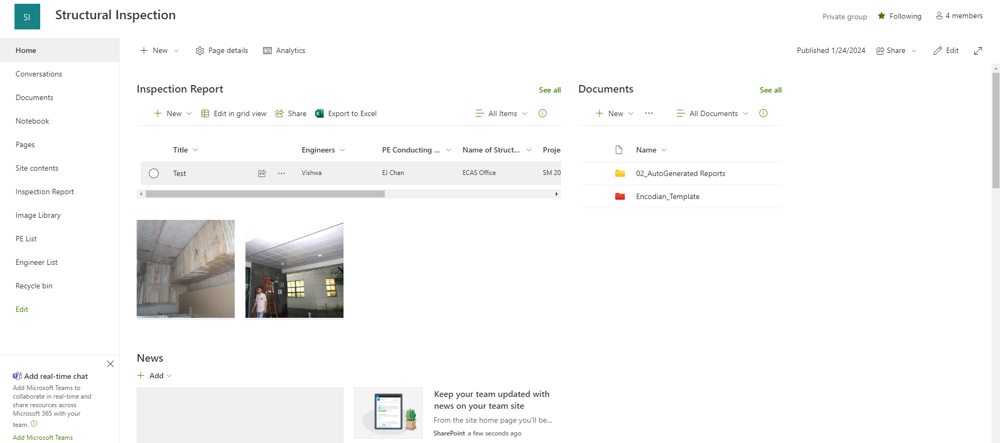 SI
Structural Inspection
Private group
Following
4 members
Home
Conversations
Documents
Notebook
Pages
Site contents
Inspection Report
Image Library
PE List
Engineer List
Recycle bin
Edit
Add real-time chat
Add Microsoft Teams to
collaborate in real-time and
share resources across
Microsoft 365 with your
team.
Add Microsoft Teams
New
Page details
Analytics
Published 1/24/2024
Share
Edit
Inspection Report
See all
New
Edit in grid view
Share
Export to Excel
All Items
Title
Engineers
PE Conducting ...
Name of Struct...
Projec
Test
Vishwa
EJ Chan
ECAS Office
SM 20
Documents
See all
New
All Documents
Name
02_AutoGenerated Reports
Encodian_Template
News
Add
Keep your team updated with
news on your team site
From the site home page you'll be...
SharePoint a few seconds ago